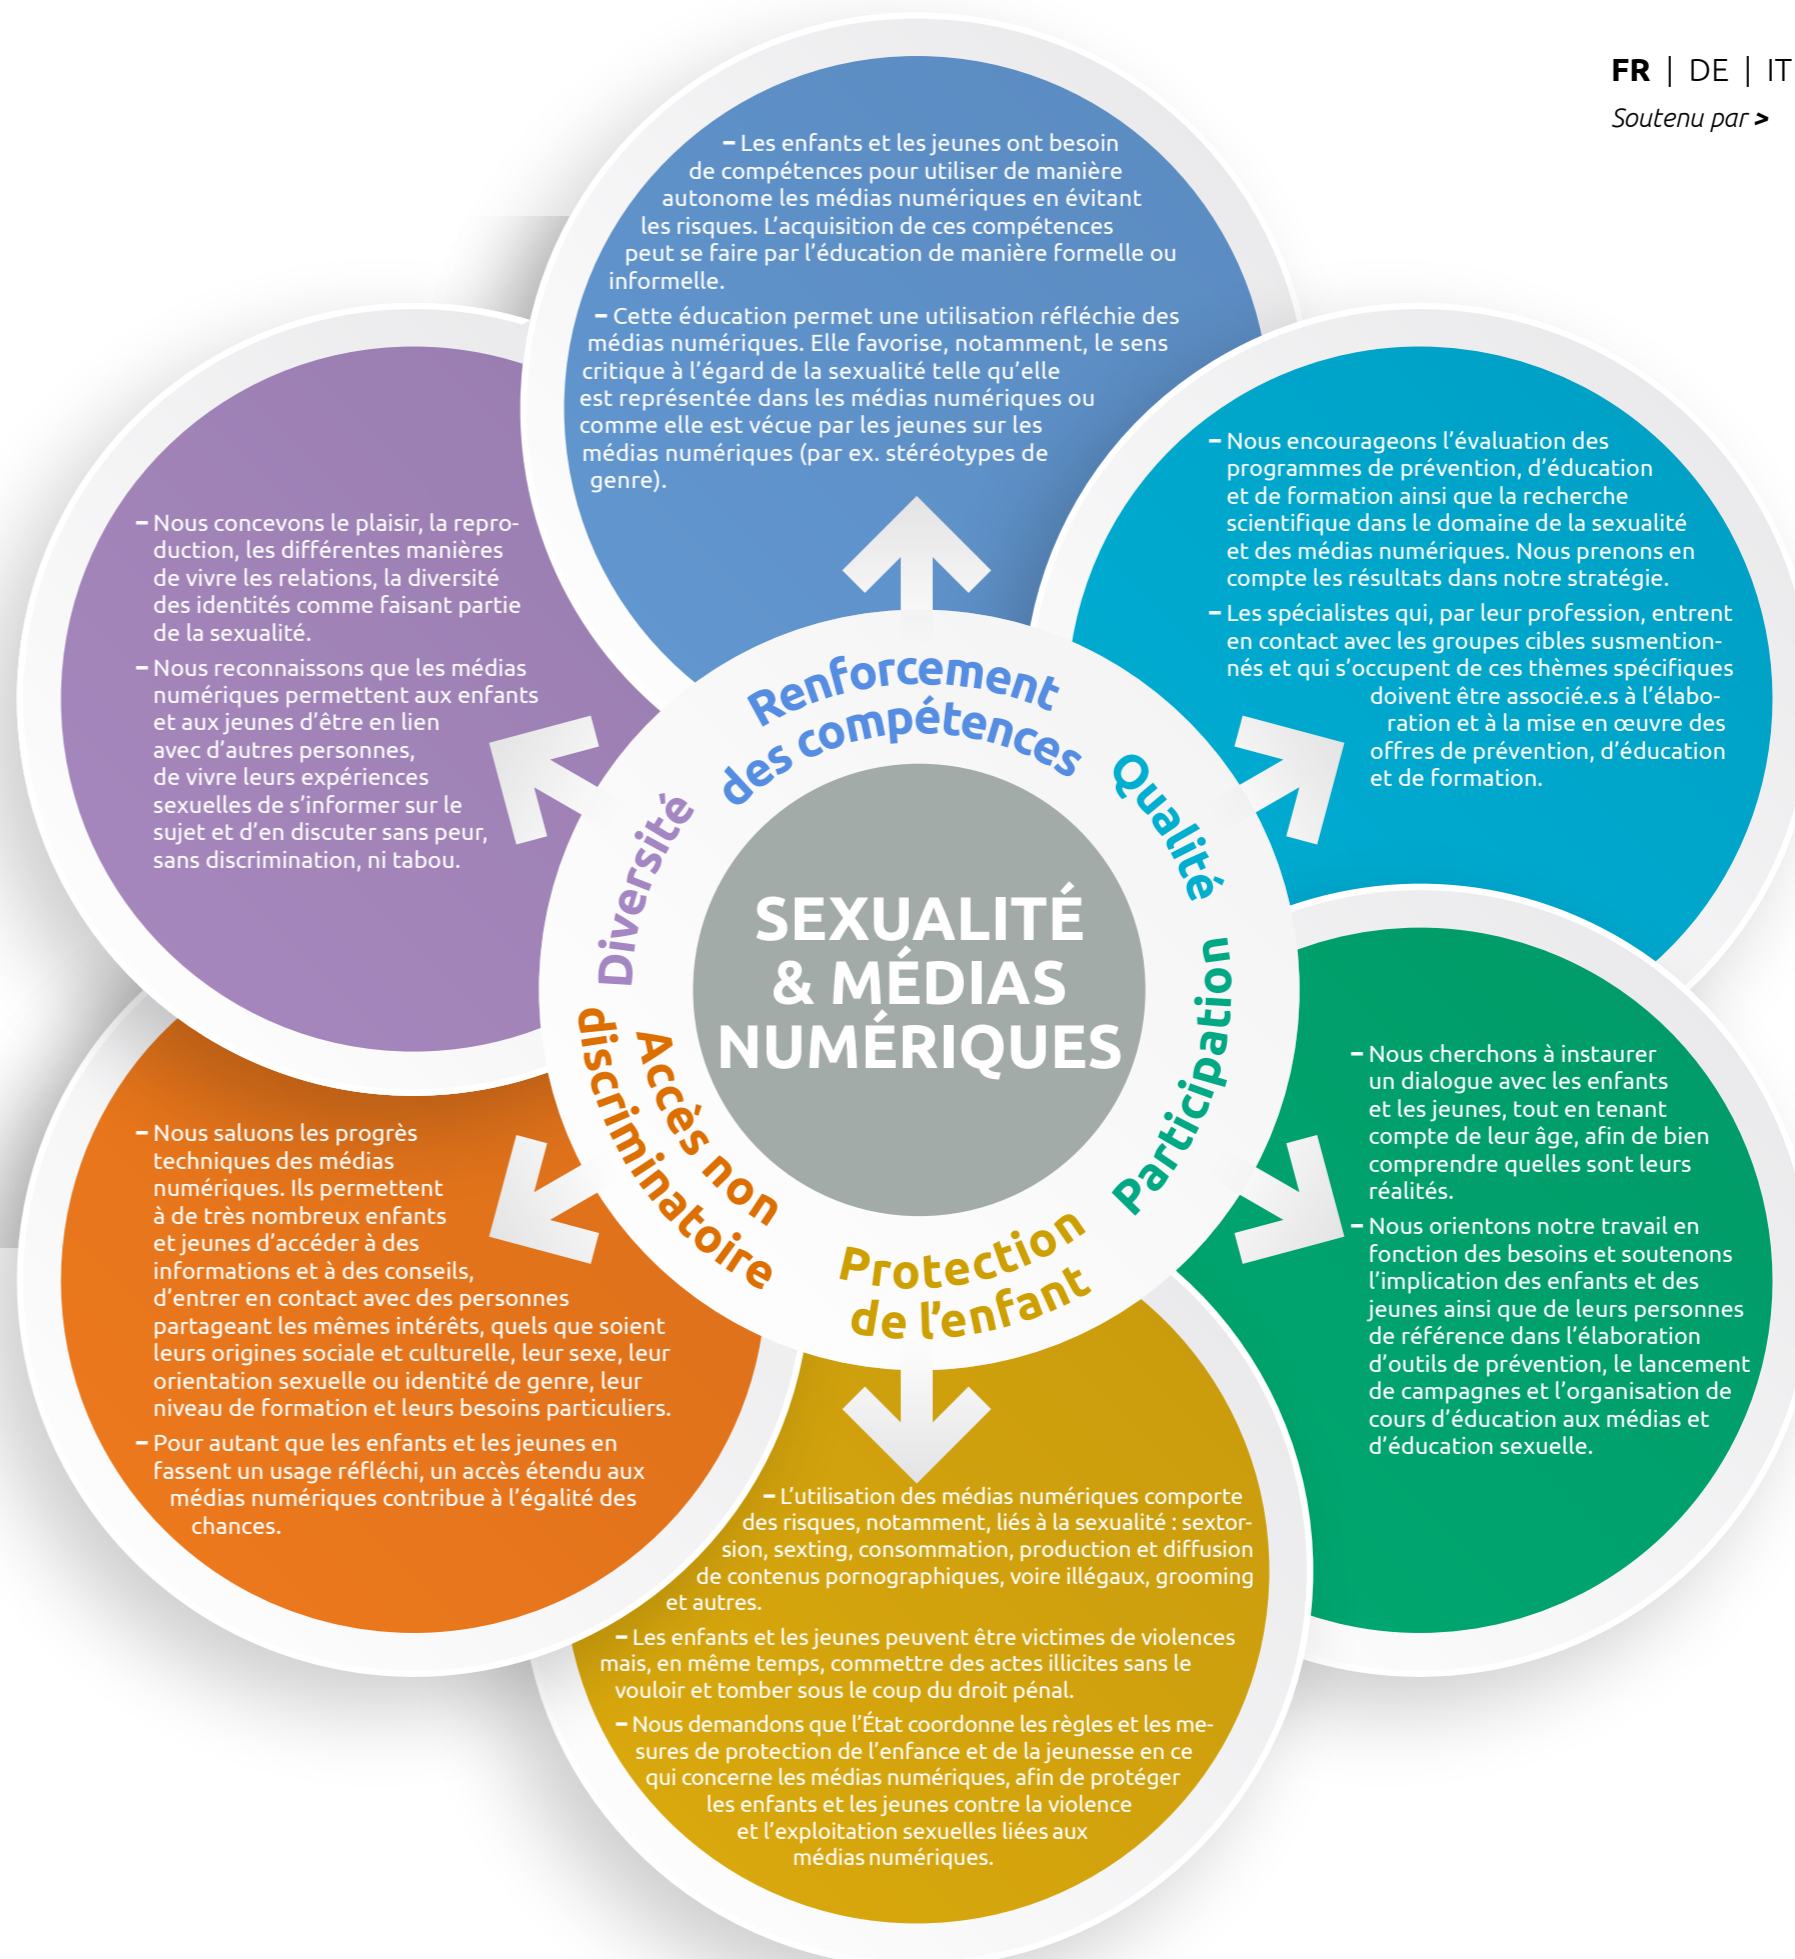 FR | DE | IT
Soutenu par >
– Les enfants et les jeunes ont besoin
de compétences pour utiliser de manière
autonome les médias numériques en évitant
les risques. L’acquisition de ces compétences
peut se faire par l’éducation de manière formelle ou
informelle.
– Cette éducation permet une utilisation réfléchie des
médias numériques. Elle favorise, notamment, le sens
critique à l’égard de la sexualité telle qu’elle
est représentée dans les médias numériques ou
comme elle est vécue par les jeunes sur les
médias numériques (par ex. stéréotypes de
genre).
– Nous encourageons l’évaluation des
programmes de prévention, d’éducation
et de formation ainsi que la recherche
scientifique dans le domaine de la sexualité
et des médias numériques. Nous prenons en
compte les résultats dans notre stratégie.
– Les spécialistes qui, par leur profession, entrent
en contact avec les groupes cibles susmention-
nés et qui s’occupent de ces thèmes spécifiques
doivent être associé.e.s à l’élabo-
ration et à la mise en œuvre des
offres de prévention, d’éducation
et de formation.
– Nous concevons le plaisir, la repro-
duction, les différentes manières
de vivre les relations, la diversité
des identités comme faisant partie
de la sexualité.
– Nous reconnaissons que les médias
numériques permettent aux enfants
et aux jeunes d’être en lien
avec d’autres personnes,
de vivre leurs expériences
sexuelles de s’informer sur le
sujet et d’en discuter sans peur,
sans discrimination, ni tabou.
Renforcement
des compétences
Qualité
Participation
Protection
de l’enfant
Accès non
discriminatoire
Diversité
SEXUALITÉ
& MÉDIAS
NUMÉRIQUES
– Nous cherchons à instaurer
un dialogue avec les enfants
et les jeunes, tout en tenant
compte de leur âge, afin de bien
comprendre quelles sont leurs
réalités.
– Nous orientons notre travail en
fonction des besoins et soutenons
l’implication des enfants et des
jeunes ainsi que de leurs personnes
de référence dans l’élaboration
d’outils de prévention, le lancement
de campagnes et l’organisation de
cours d’éducation aux médias et
d’éducation sexuelle.
– Nous saluons les progrès
techniques des médias
numériques. Ils permettent
à de très nombreux enfants
et jeunes d’accéder à des
informations et à des conseils,
d’entrer en contact avec des personnes
partageant les mêmes intérêts, quels que soient
leurs origines sociale et culturelle, leur sexe, leur
orientation sexuelle ou identité de genre, leur
niveau de formation et leurs besoins particuliers.
– Pour autant que les enfants et les jeunes en
fassent un usage réfléchi, un accès étendu aux
médias numériques contribue à l’égalité des
chances.
– L’utilisation des médias numériques comporte
des risques, notamment, liés à la sexualité : sextor-
sion, sexting, consommation, production et diffusion
de contenus pornographiques, voire illégaux, grooming
et autres.
– Les enfants et les jeunes peuvent être victimes de violences
mais, en même temps, commettre des actes illicites sans le
vouloir et tomber sous le coup du droit pénal.
– Nous demandons que l’État coordonne les règles et les me-
sures de protection de l’enfance et de la jeunesse en ce
qui concerne les médias numériques, afin de protéger
les enfants et les jeunes contre la violence
et l’exploitation sexuelles liées aux
médias numériques.